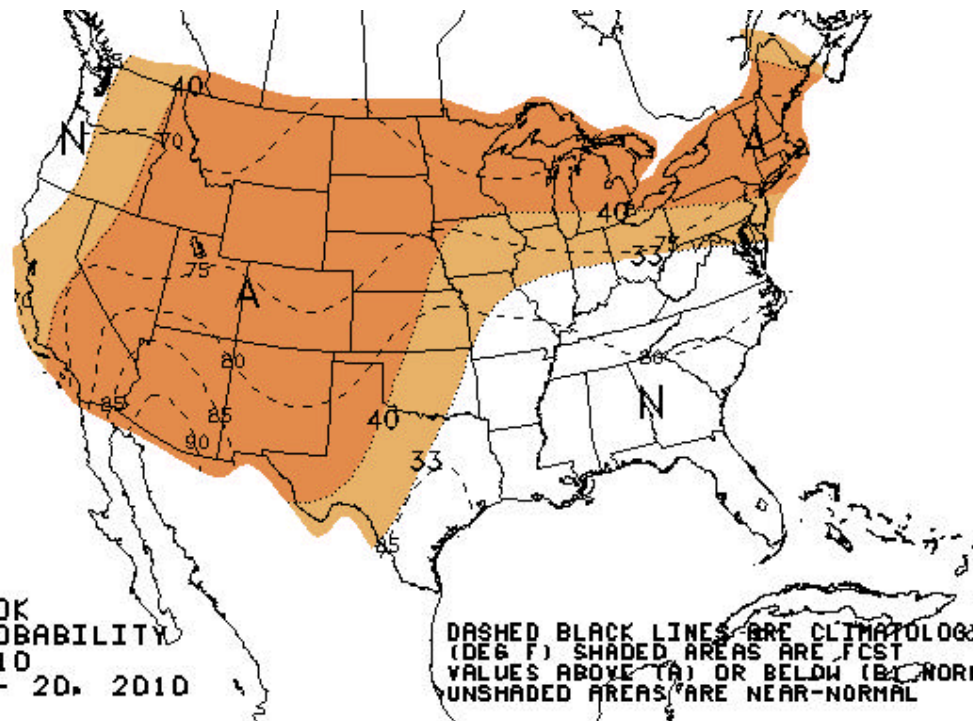 40
N
70
A
40
33
75
A
80
80
N
85
85
40
90
33
85
OK
OBABILITY
10
- 20, 2010
DASHED BLACK LINES ARE CLIMATOLOG
(DEG F) SHADED AREAS ARE FCST
VALUES ABOVE (A) OR BELOW (B) NOR
UNSHADED AREAS ARE NEAR-NORMAL